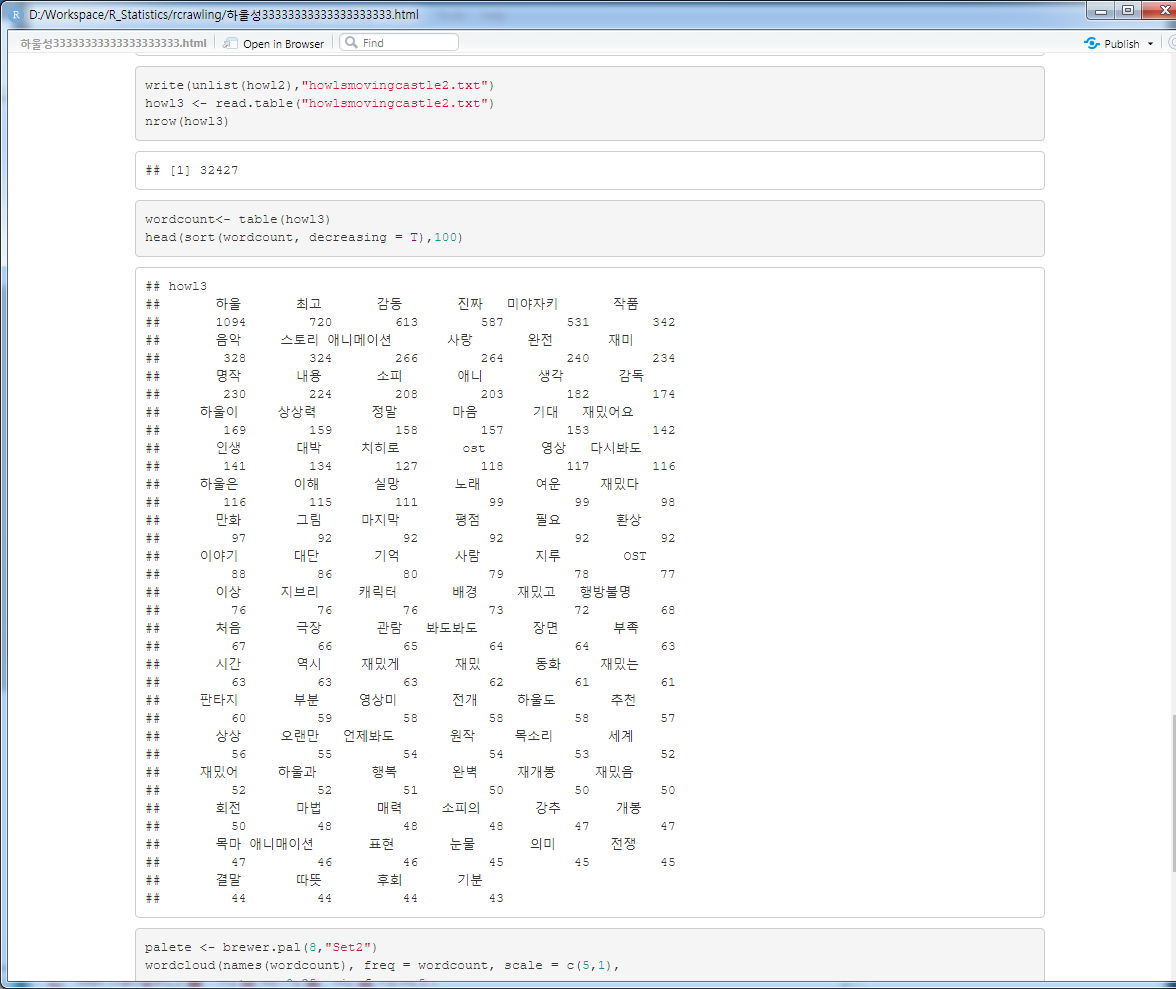 D:/Workspace/R_Statistics/rcrawling/하울성33333333333333333333.html
하울성33333333333333333333.html Open in Browser Find Publish
write(unlist(howl2),"howlsmovingcastle2.txt")
howl3 <- read.table("howlsmovingcastle2.txt")
nrow(howl3)
## [1] 32427
wordcount<- table(howl3)
head(sort(wordcount, decreasing = T),100)
## howl3
## 하울 최고 감동 진짜 미야자키 작품
## 1094 720 613 587 531 342
## 음악 스토리 애니메이션 사랑 완전 재미
## 328 324 266 264 240 234
## 명작 내용 소피 애니 생각 감독
## 230 224 208 203 182 174
## 하울이 상상력 정말 마음 기대 재밌어요
## 169 159 158 157 153 142
## 인생 대박 치히로 ost 영상 다시봐도
## 141 134 127 118 117 116
## 하울은 이해 실망 노래 여운 재밌다
## 116 115 111 99 99 98
## 만화 그림 마지막 평점 필요 환상
## 97 92 92 92 92 92
## 이야기 대단 기억 사람 지루 OST
## 88 86 80 79 78 77
## 이상 지브리 캐릭터 배경 재밌고 행방불명
## 76 76 76 73 72 68
## 처음 극장 관람 봐도봐도 장면 부족
## 67 66 65 64 64 63
## 시간 역시 재밌게 재밌 동화 재밌는
## 63 63 63 62 61 61
## 판타지 부분 영상미 전개 하울도 추천
## 60 59 58 58 58 57
## 상상 오랜만 언제봐도 원작 목소리 세계
## 56 55 54 54 53 52
## 재밌어 하울과 행복 완벽 재개봉 재밌음
## 52 52 51 50 50 50
## 회전 마법 매력 소피의 강추 개봉
## 50 48 48 48 47 47
## 목마 애니매이션 표현 눈물 의미 전쟁
## 47 46 46 45 45 45
## 결말 따뜻 후회 기분
## 44 44 44 43
palete <- brewer.pal(8,"Set2")
wordcloud(names(wordcount), freq = wordcount, scale = c(5,1),